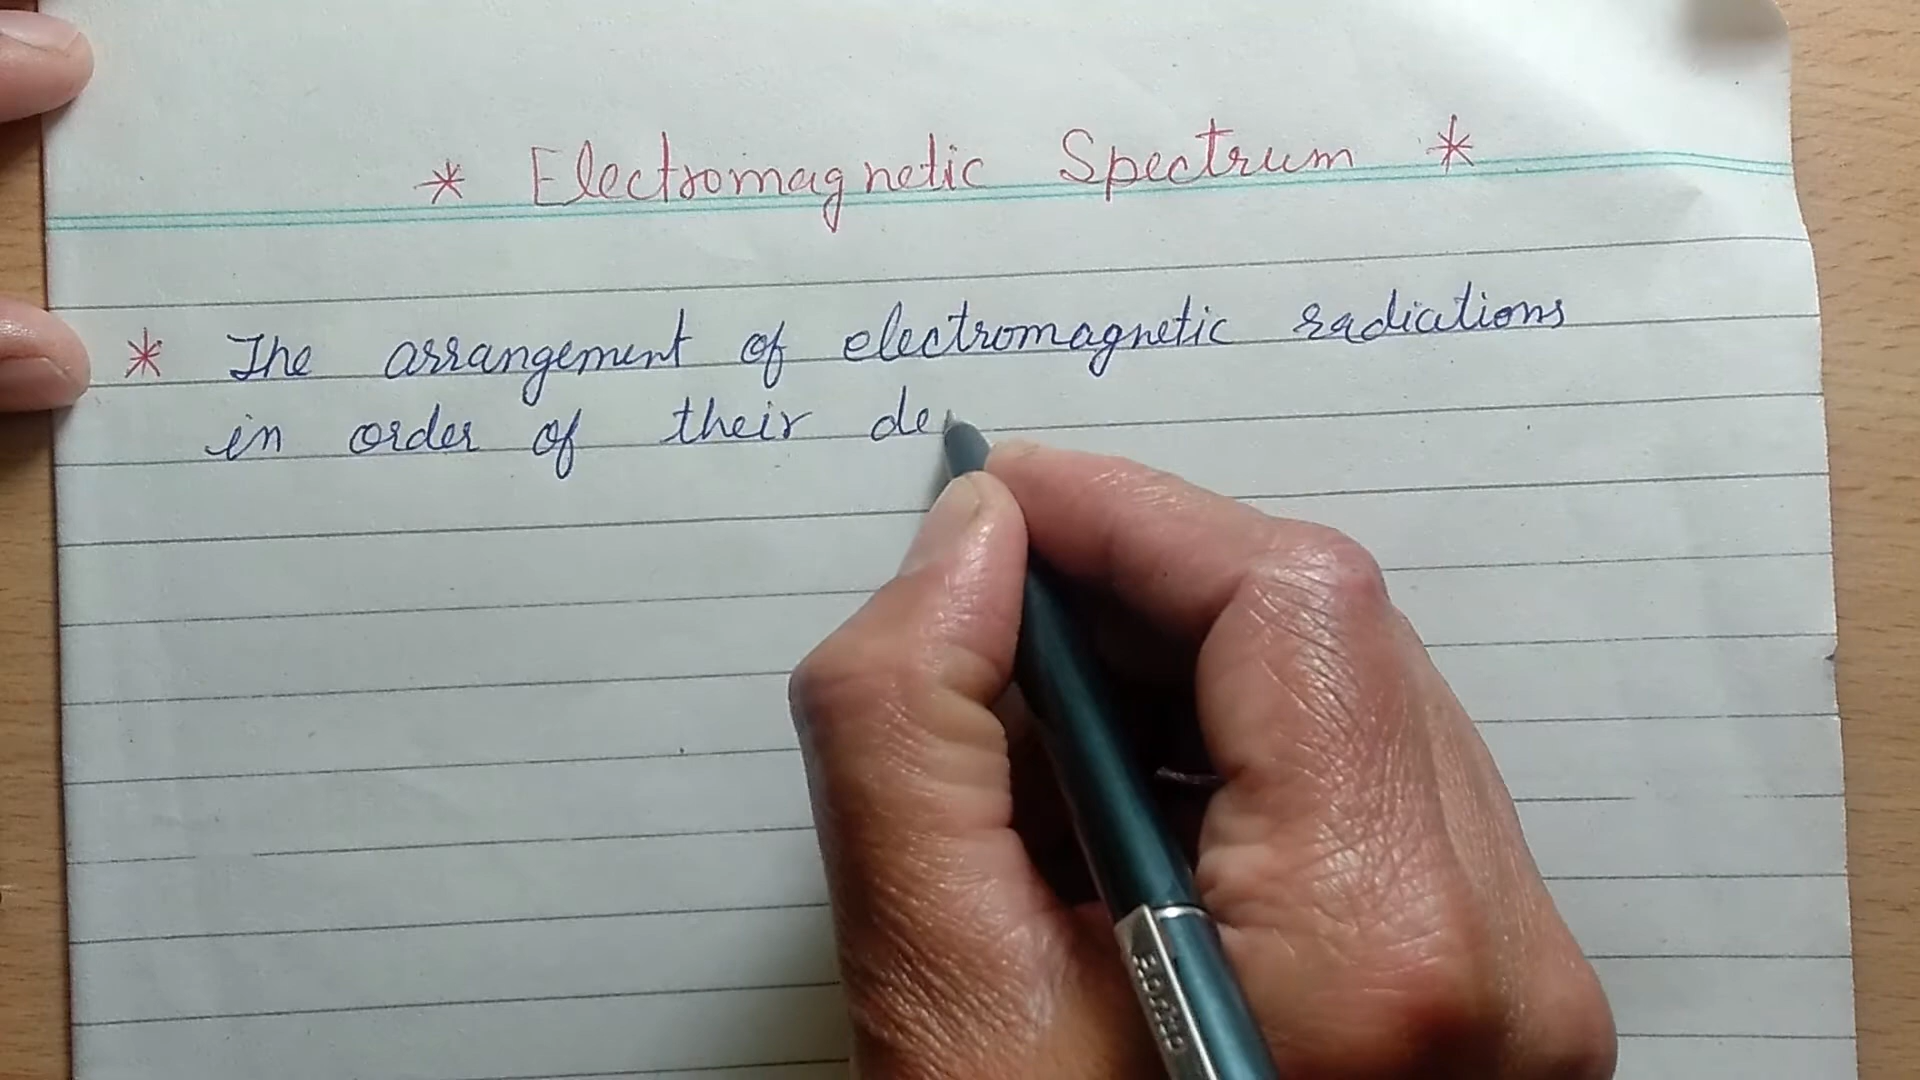 * Electromagnetic Spectrum *
* The arrangement of electromagnetic radiations
in order of their de